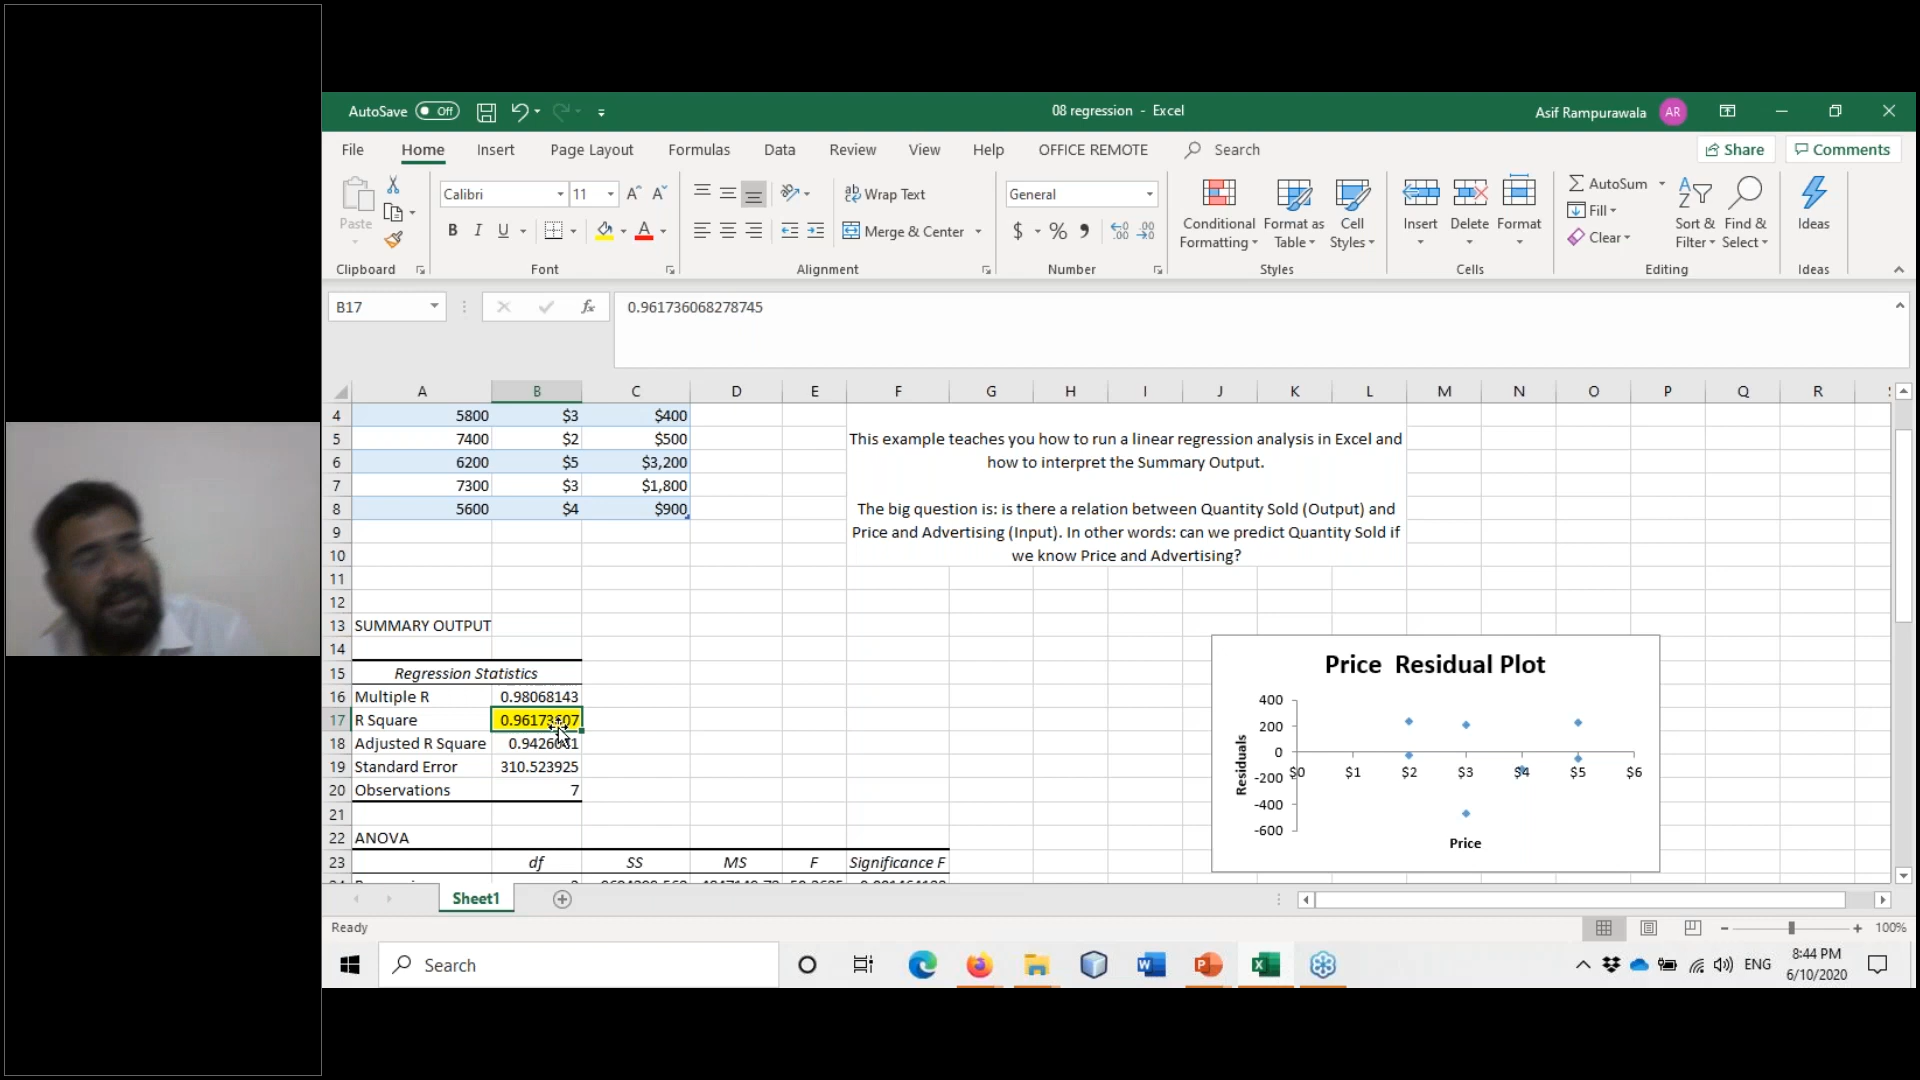 AutoSave Off
08 regression - Excel
Asif Rampurawala AR
File Home Insert Page Layout Formulas Data Review View Help OFFICE REMOTE Search
Share Comments
Paste
Calibri 11
B I U
Wrap Text
Merge & Center
General
$ %
Conditional Formatting
Format as Table
Cell Styles
Insert Delete Format
AutoSum
Fill
Clear
Sort & Filter
Find & Select
Ideas
Clipboard Font Alignment Number Styles Cells Editing Ideas
B17 fx 0.961736068278745
A B C D E F G H I J K L M N O P Q R
4 5800 $3 $400
5 7400 $2 $500
6 6200 $5 $3,200
7 7300 $3 $1,800
8 5600 $4 $900
9
10
11
12
This example teaches you how to run a linear regression analysis in Excel and
how to interpret the Summary Output.
The big question is: is there a relation between Quantity Sold (Output) and
Price and Advertising (Input). In other words: can we predict Quantity Sold if
we know Price and Advertising?
13 SUMMARY OUTPUT
14
15 Regression Statistics
16 Multiple R 0.98068143
17 R Square 0.96173607
18 Adjusted R Square
19 Standard Error 310.523925
20 Observations 7
21
22 ANOVA
23 df SS MS F Significance F
Price Residual Plot
400
200
0
-200
-400
-600
Residuals
$0 $1 $2 $3 $4 $5 $6
Price
Sheet1
Ready
100%
Search
ENG
8:44 PM
6/10/2020